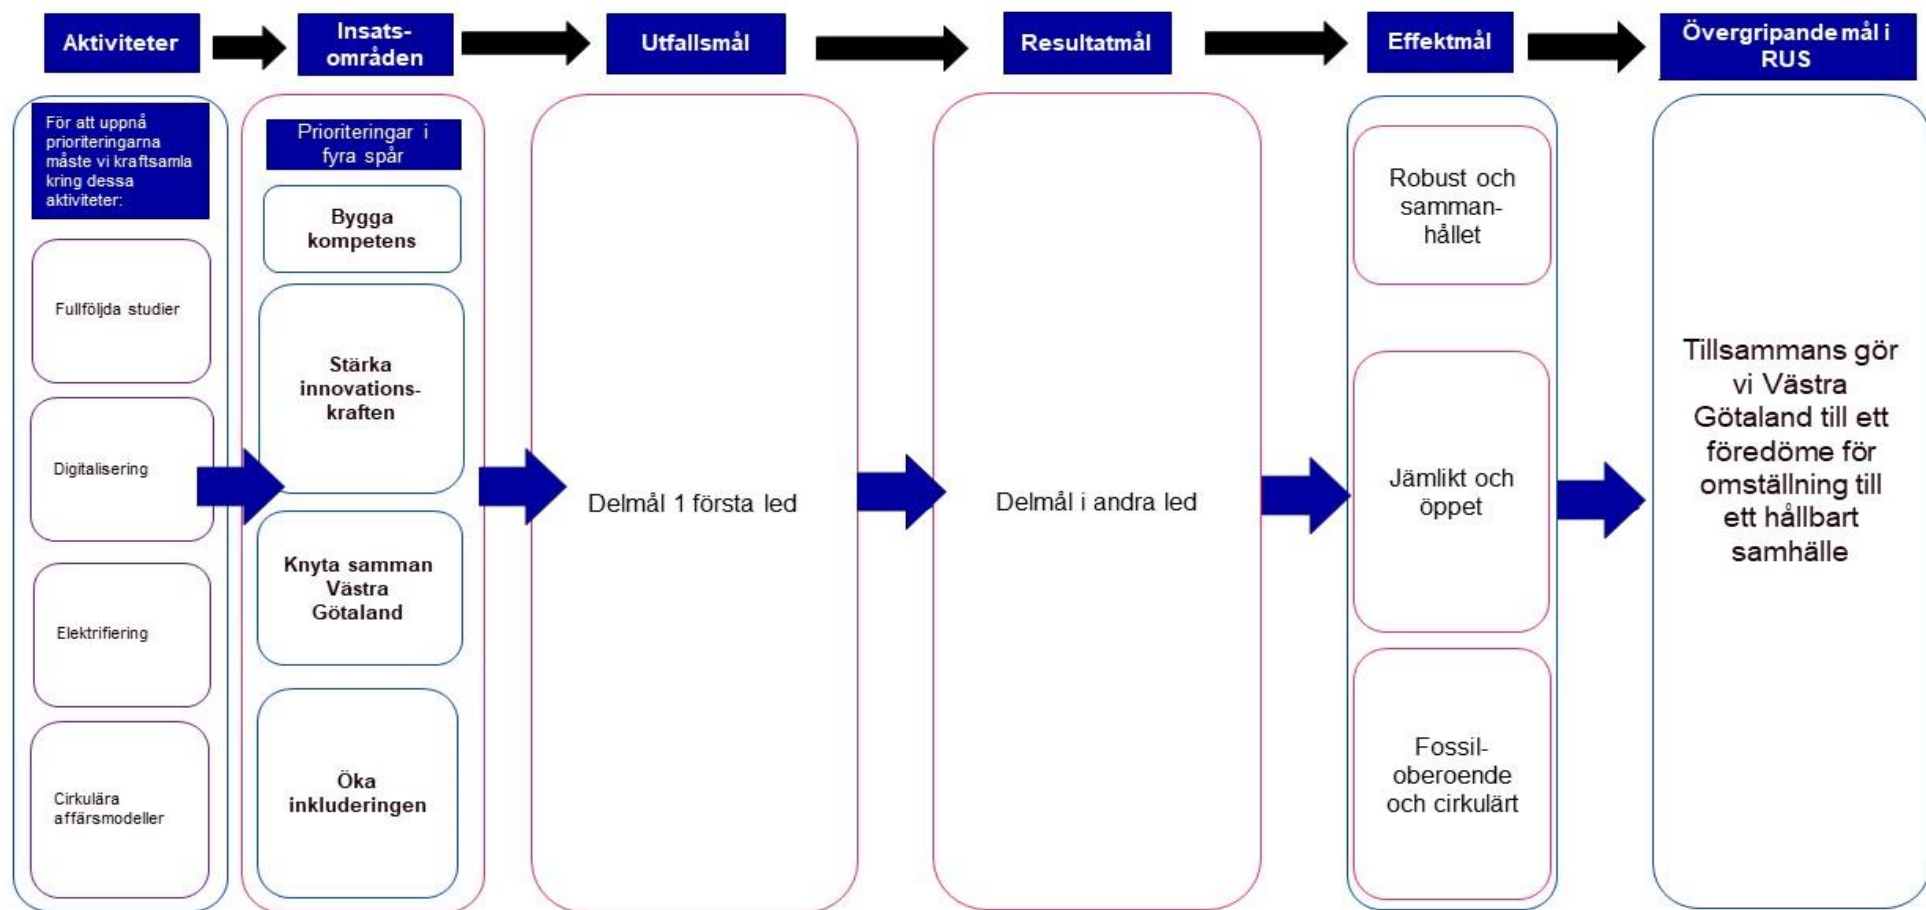 Aktiviteter
Insats-
områden
Utfallsmål
Resultatmål
Effektmål
Övergripande mål i
RUS
För att uppnå
prioriteringarna
måste vi kraftsamla
kring dessa
aktiviteter:
Fullfölja studier
Digitalisering
Elektrifiering
Cirkulära
affärsmodeller
Prioriteringar i
fyra spår
Bygga
kompetens
Stärka
innovations-
kraften
Knyta samman
Västra
Götaland
Öka
inkluderingen
Delmål 1 första led
Delmål i andra led
Robust och
samman-
hållet
Jämlikt och
öppet
Fossil-
oberoende
och cirkulärt
Tillsammans gör
vi Västra
Götaland till ett
föredöme för
omställning till
ett hållbart
samhälle